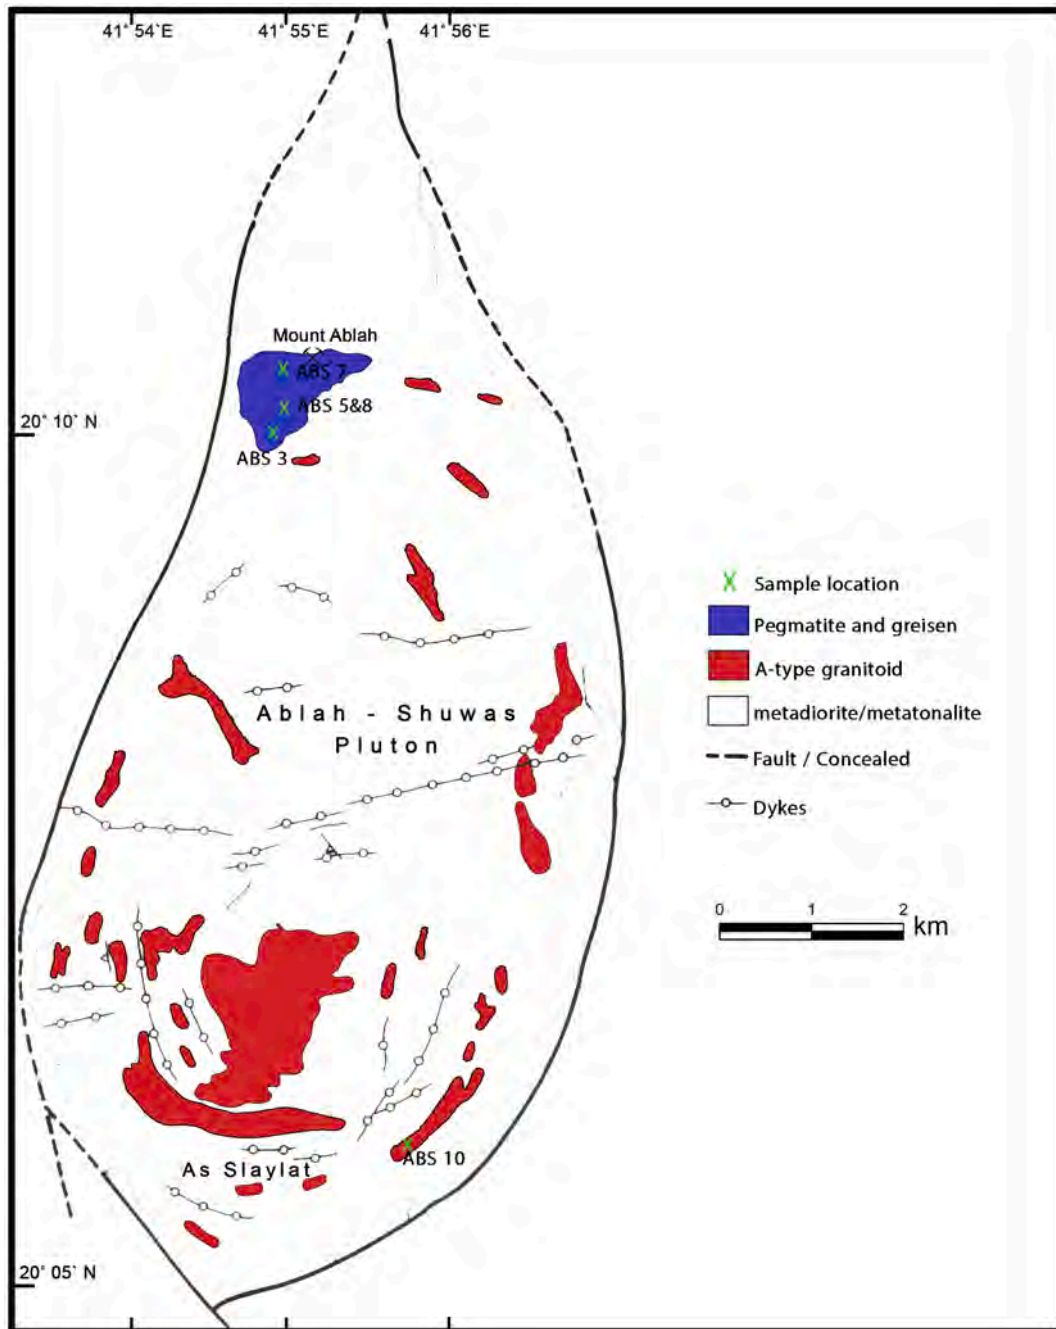 41° 54`E
41° 55`E
41° 56`E
Mount Ablah
ABS 7
ABS 5&8
20° 10` N
ABS 3
Sample location
Pegmatite and greisen
A-type granitoid
Ablah - Shuwas
Pluton
metadiorite/metatonalite
Fault / Concealed
Dykes
0 1 2
km
ABS 10
As Slaylat
20° 05` N